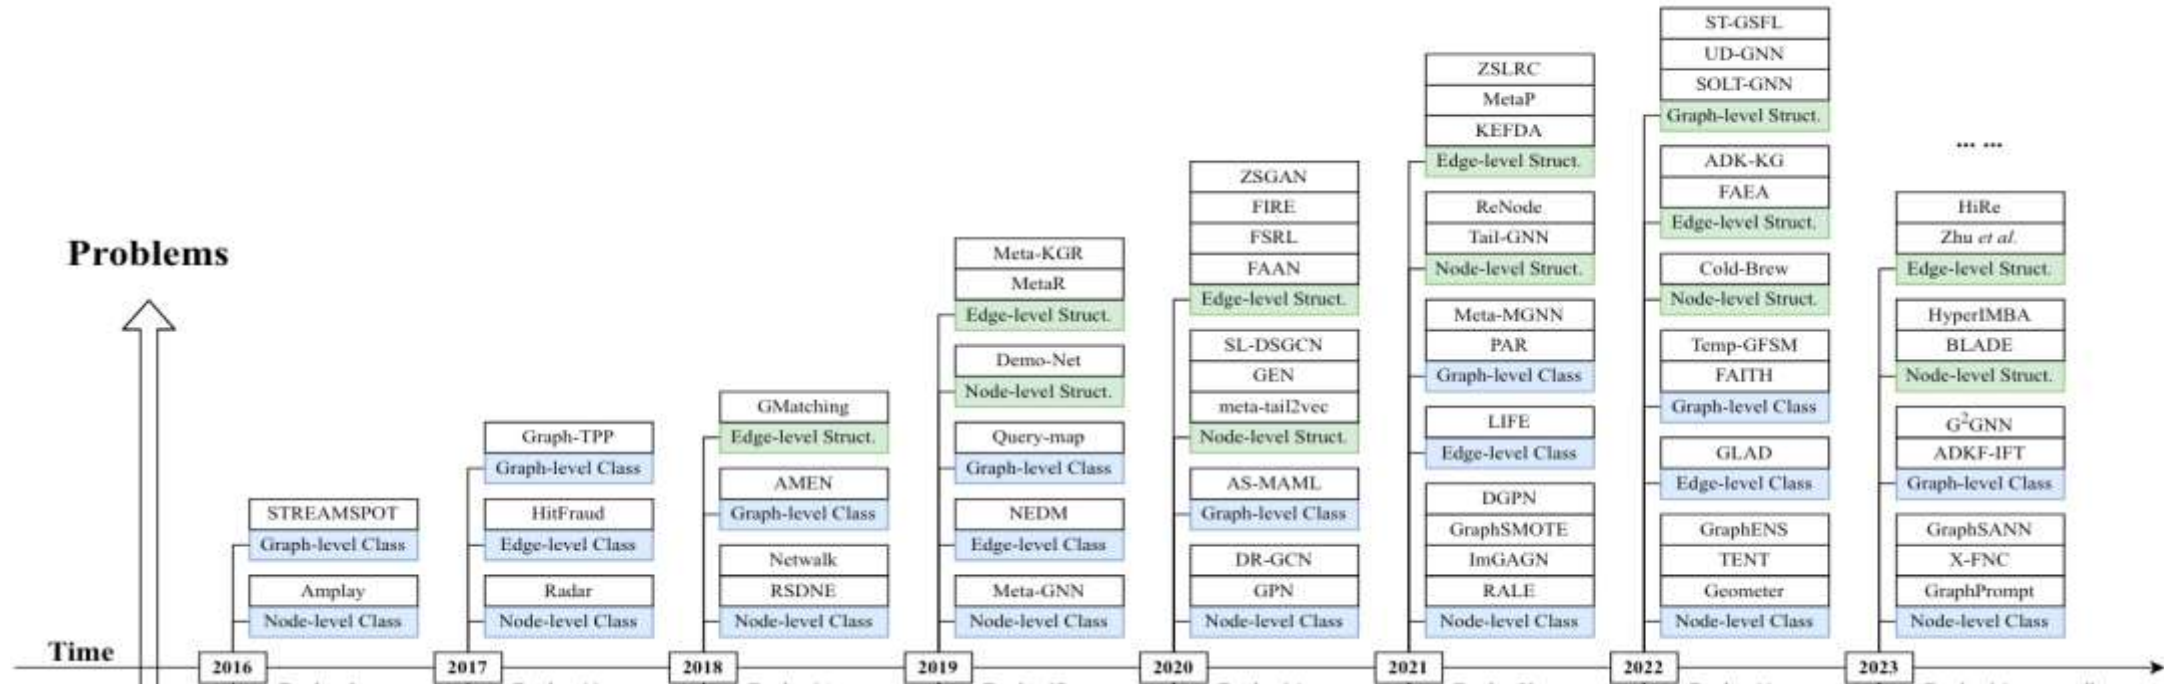 Problems
Time
STREAMSPOT
Graph-level Class
Amplay
Node-level Class
2016
Graph-TPP
Graph-level Class
HitFraud
Edge-level Class
Radar
Node-level Class
2017
GMatching
Edge-level Struct.
AMEN
Graph-level Class
Netwalk
RSDNE
Node-level Class
2018
Meta-KGR
MetaR
Edge-level Struct.
Demo-Net
Node-level Struct.
Query-map
Graph-level Class
NEDM
Edge-level Class
Meta-GNN
Node-level Class
2019
ZSGAN
FIRE
FSRL
FAAN
Edge-level Struct.
SL-DSGCN
GEN
meta-tail2vec
Node-level Struct.
AS-MAML
Graph-level Class
DR-GCN
GPN
Node-level Class
2020
ZSLRC
MetaP
KEFDA
Edge-level Struct.
ReNode
Tail-GNN
Node-level Struct.
Meta-MGNN
PAR
Graph-level Class
LIFE
Edge-level Class
DGPN
GraphSMOTE
ImGAGN
RALE
Node-level Class
2021
ST-GSFL
UD-GNN
SOLT-GNN
Graph-level Struct.
ADK-KG
FAEA
Edge-level Struct.
Cold-Brew
Node-level Struct.
Temp-GFSM
FAITH
Graph-level Class
GLAD
Edge-level Class
GraphENS
TENT
Geometer
Node-level Class
2022
... ...
HiRe
Zhu et al.
Edge-level Struct.
HyperIMBA
BLADE
Node-level Struct.
G²GNN
ADKF-IFT
Graph-level Class
GraphSANN
X-FNC
GraphPrompt
Node-level Class
2023